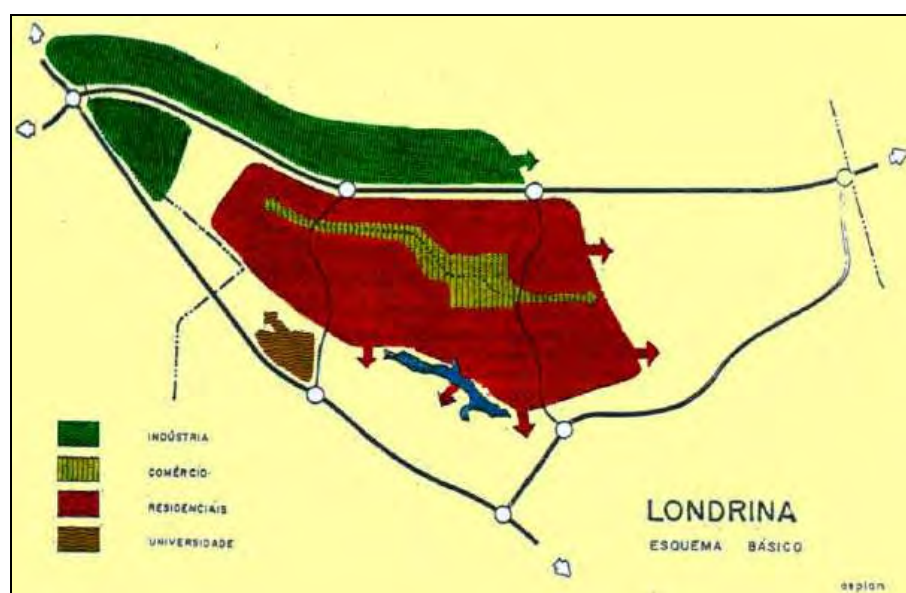 INDÚSTRIA
COMÉRCIO
RESIDENCIAIS
UNIVERSIDADE
LONDRINA
ESQUEMA BÁSICO
asplan